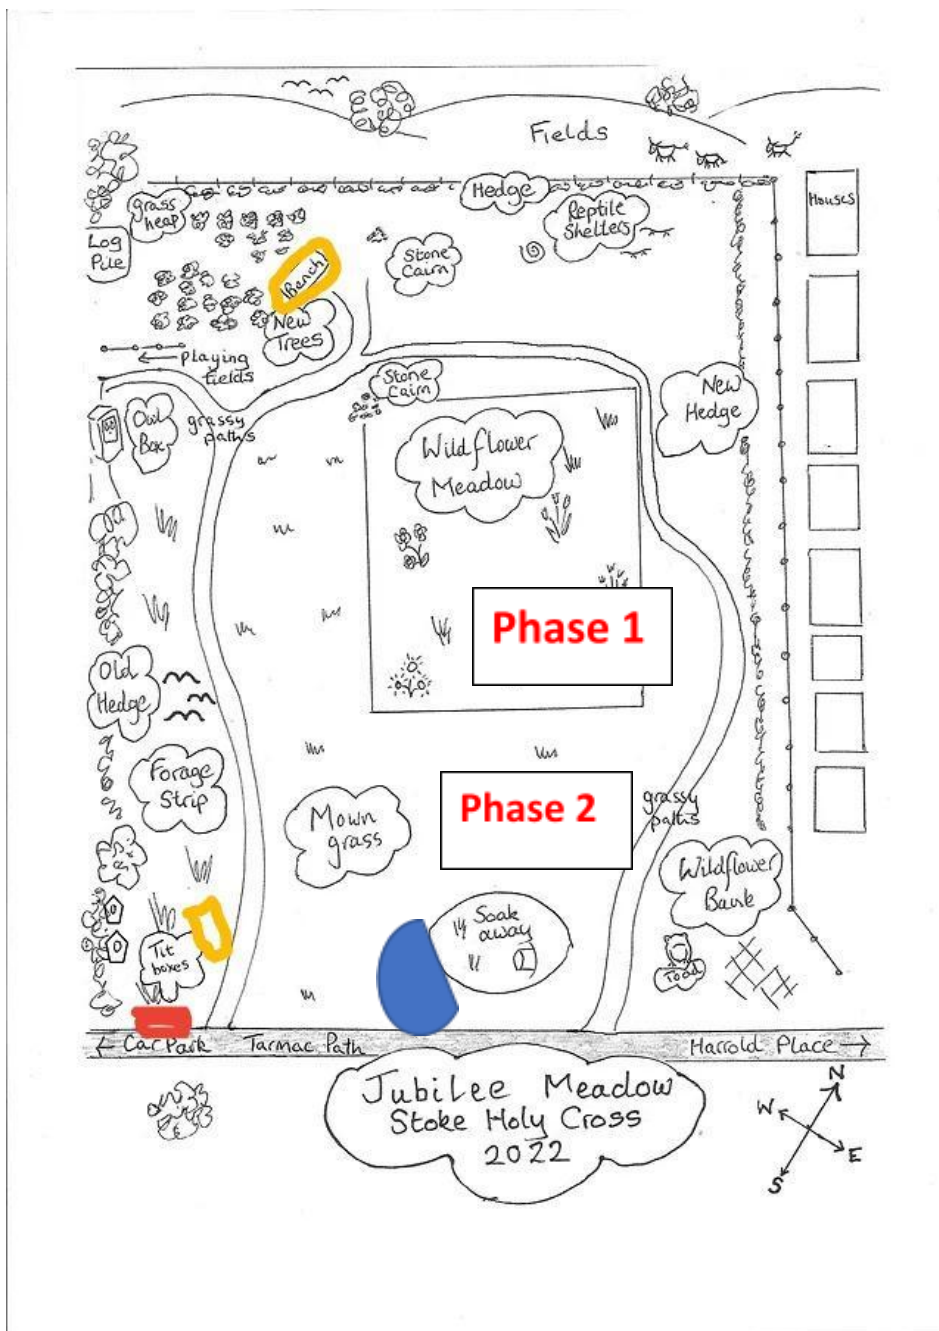 Fields
Hedge
Houses
grass
heap
Reptile
Shelters
Log
Pile
Stone
Cairn
Bench
New
Trees
← Playing
fields
Stone
Cairn
New
Hedge
Owl
Box
grassy
paths
Wildflower
Meadow
Phase 1
Old
Hedge
Forage
Strip
Phase 2
grassy
paths
Mown
grass
Wildflower
Bank
Soak
away
Tit
boxes
Toad
← Car Park
Tarmac Path
Harrold Place →
Jubilee Meadow
Stoke Holy Cross
2022
N
W
E
S